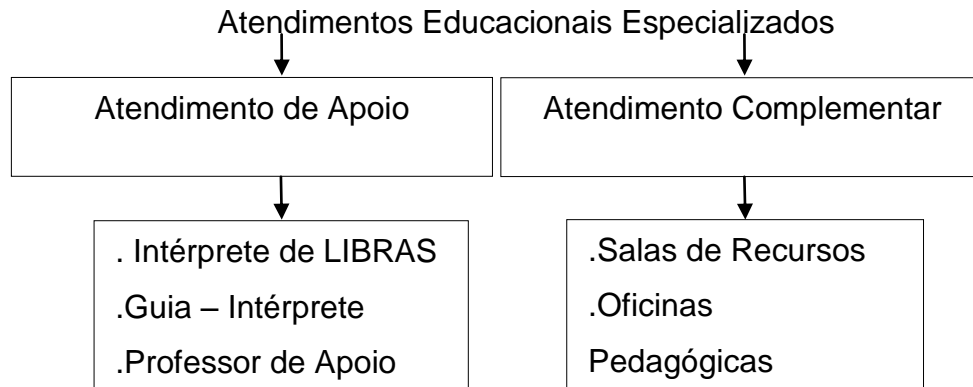 Atendimentos Educacionais Especializados
Atendimento de Apoio
Atendimento Complementar
. Intérprete de LIBRAS
.Guia – Intérprete
.Professor de Apoio
.Salas de Recursos
.Oficinas
Pedagógicas